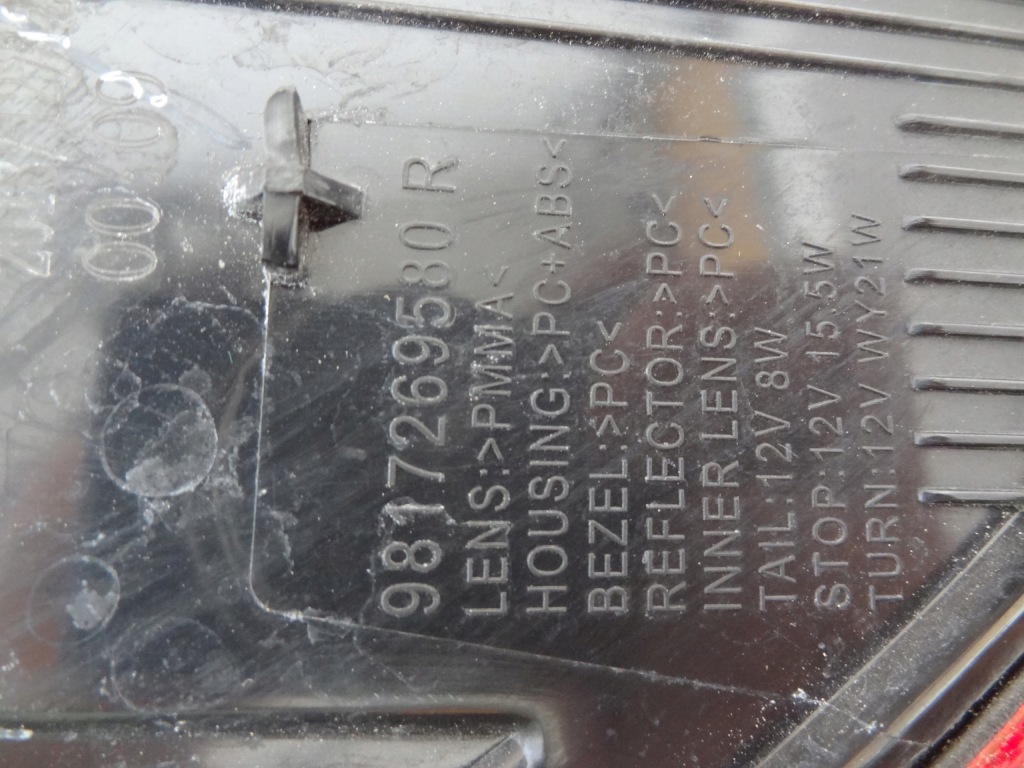 9817269580 R
LENS:>PMMA<
HOUSING:>PC+ABS<
BEZEL:>PC<
REFLECTOR:>PC<
INNER LENS:>PC<
TAIL:12V 8W
STOP:12V 15.5W
TURN:12V WY21W